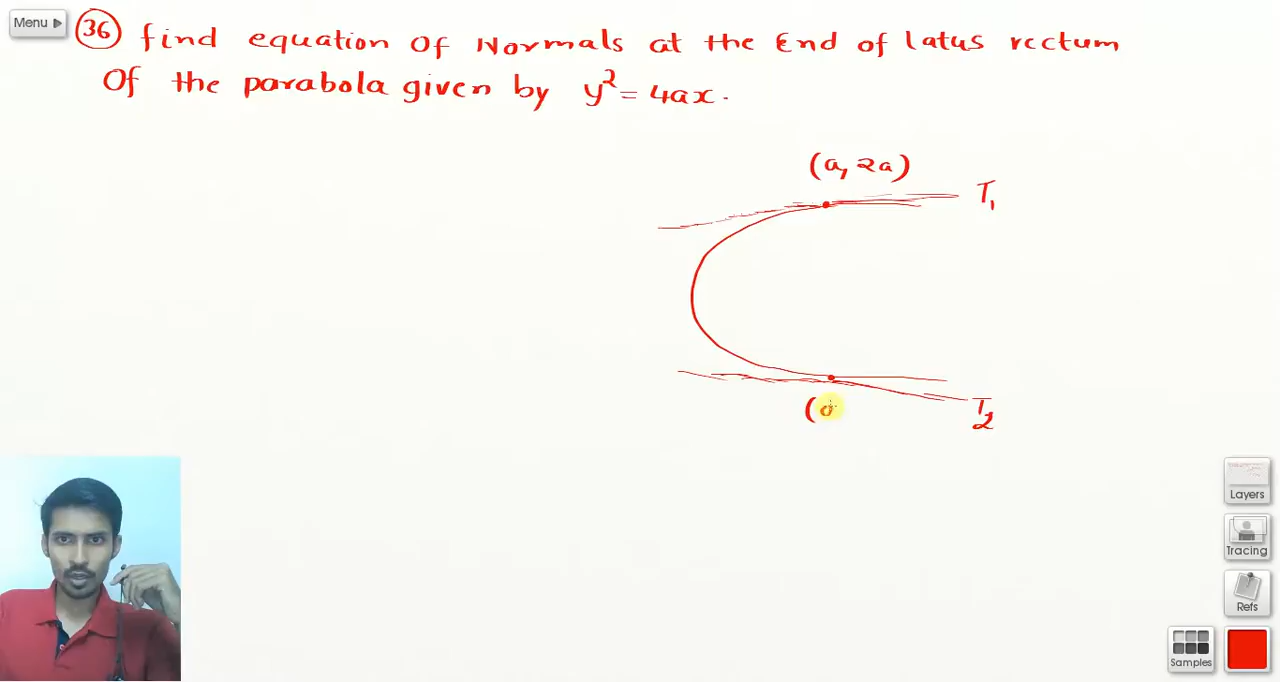 Menu
36 find equation of Normals at the End of latus rectum
Of the parabola given by y² = 4ax.
(a, 2a)
T₁
(a
T₂
Layers
Tracing
Refs
Samples